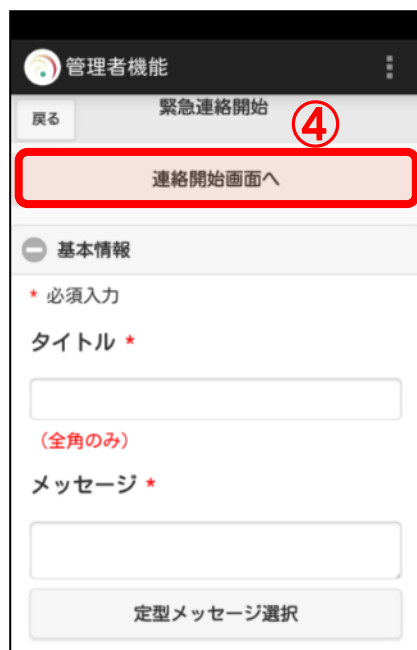 管理者機能
戻る
緊急連絡開始
④
連絡開始画面へ
基本情報
* 必須入力
タイトル *
（全角のみ）
メッセージ *
定型メッセージ選択